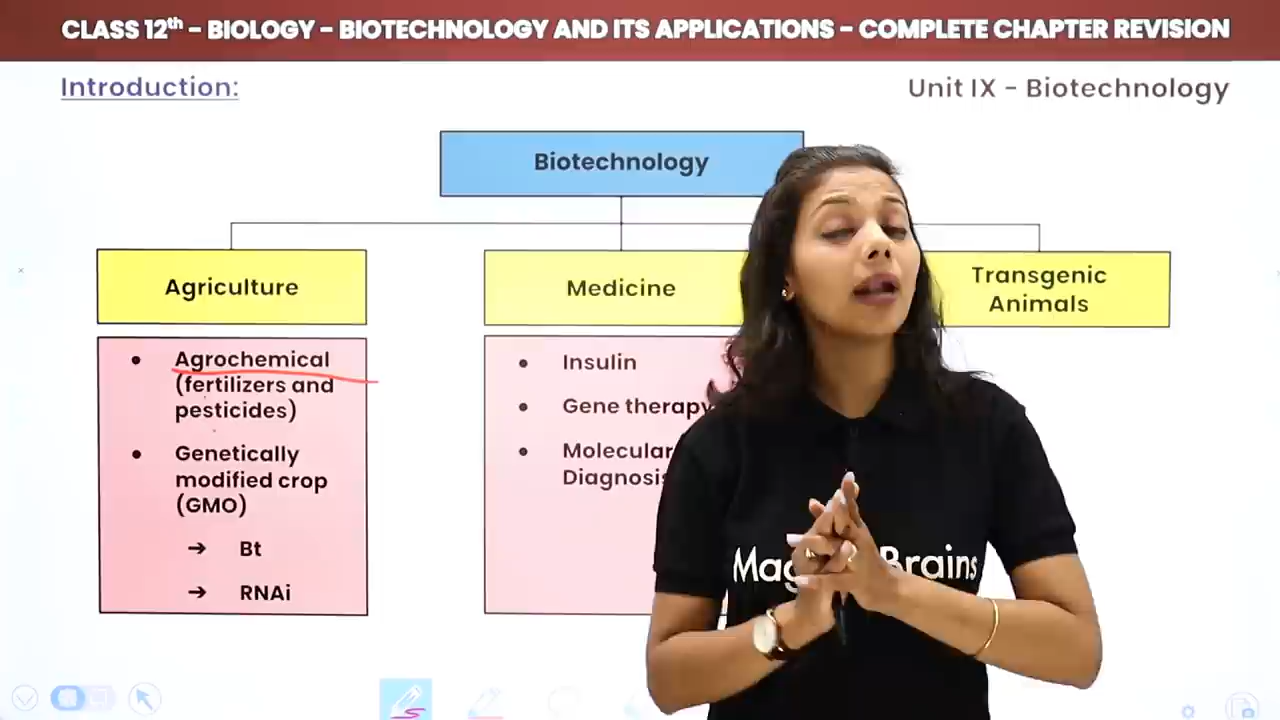 CLASS 12th – BIOLOGY – BIOTECHNOLOGY AND ITS APPLICATIONS – COMPLETE CHAPTER REVISION
Introduction:
Unit IX – Biotechnology
Biotechnology
Agriculture
Medicine
Transgenic
Animals
• Agrochemical
(fertilizers and
pesticides)
• Genetically
modified crop
(GMO)
→ Bt
→ RNAi
• Insulin
• Gene therapy
• Molecular
Diagnosis
Brains